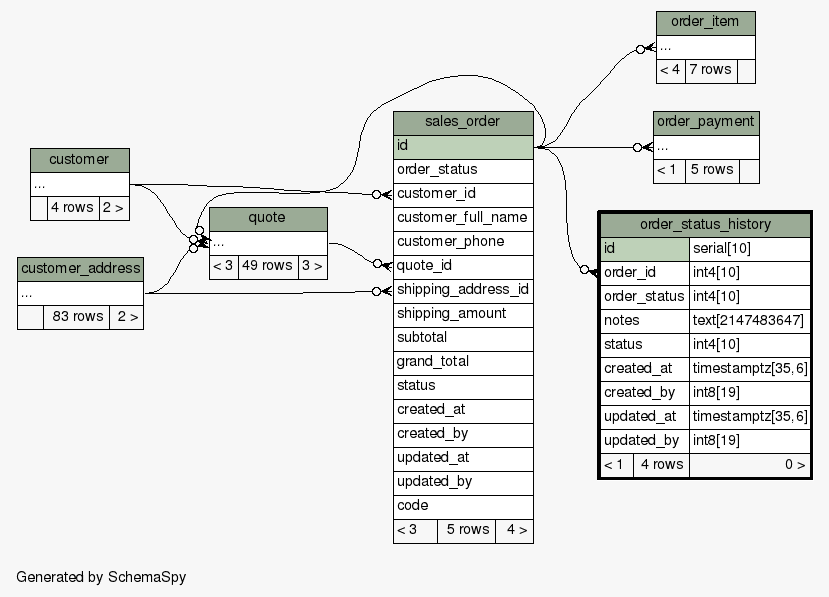 order_item
...
< 4 7 rows
order_payment
...
< 1 5 rows
sales_order
id
order_status
customer_id
customer_full_name
customer_phone
quote_id
shipping_address_id
shipping_amount
subtotal
grand_total
status
created_at
created_by
updated_at
updated_by
code
< 3 5 rows 4 >
customer
...
4 rows 2 >
quote
...
< 3 49 rows 3 >
customer_address
...
83 rows 2 >
order_status_history
id serial[10]
order_id int4[10]
order_status int4[10]
notes text[2147483647]
status int4[10]
created_at timestamptz[35,6]
created_by int8[19]
updated_at timestamptz[35,6]
updated_by int8[19]
< 1 4 rows 0 >
Generated by SchemaSpy